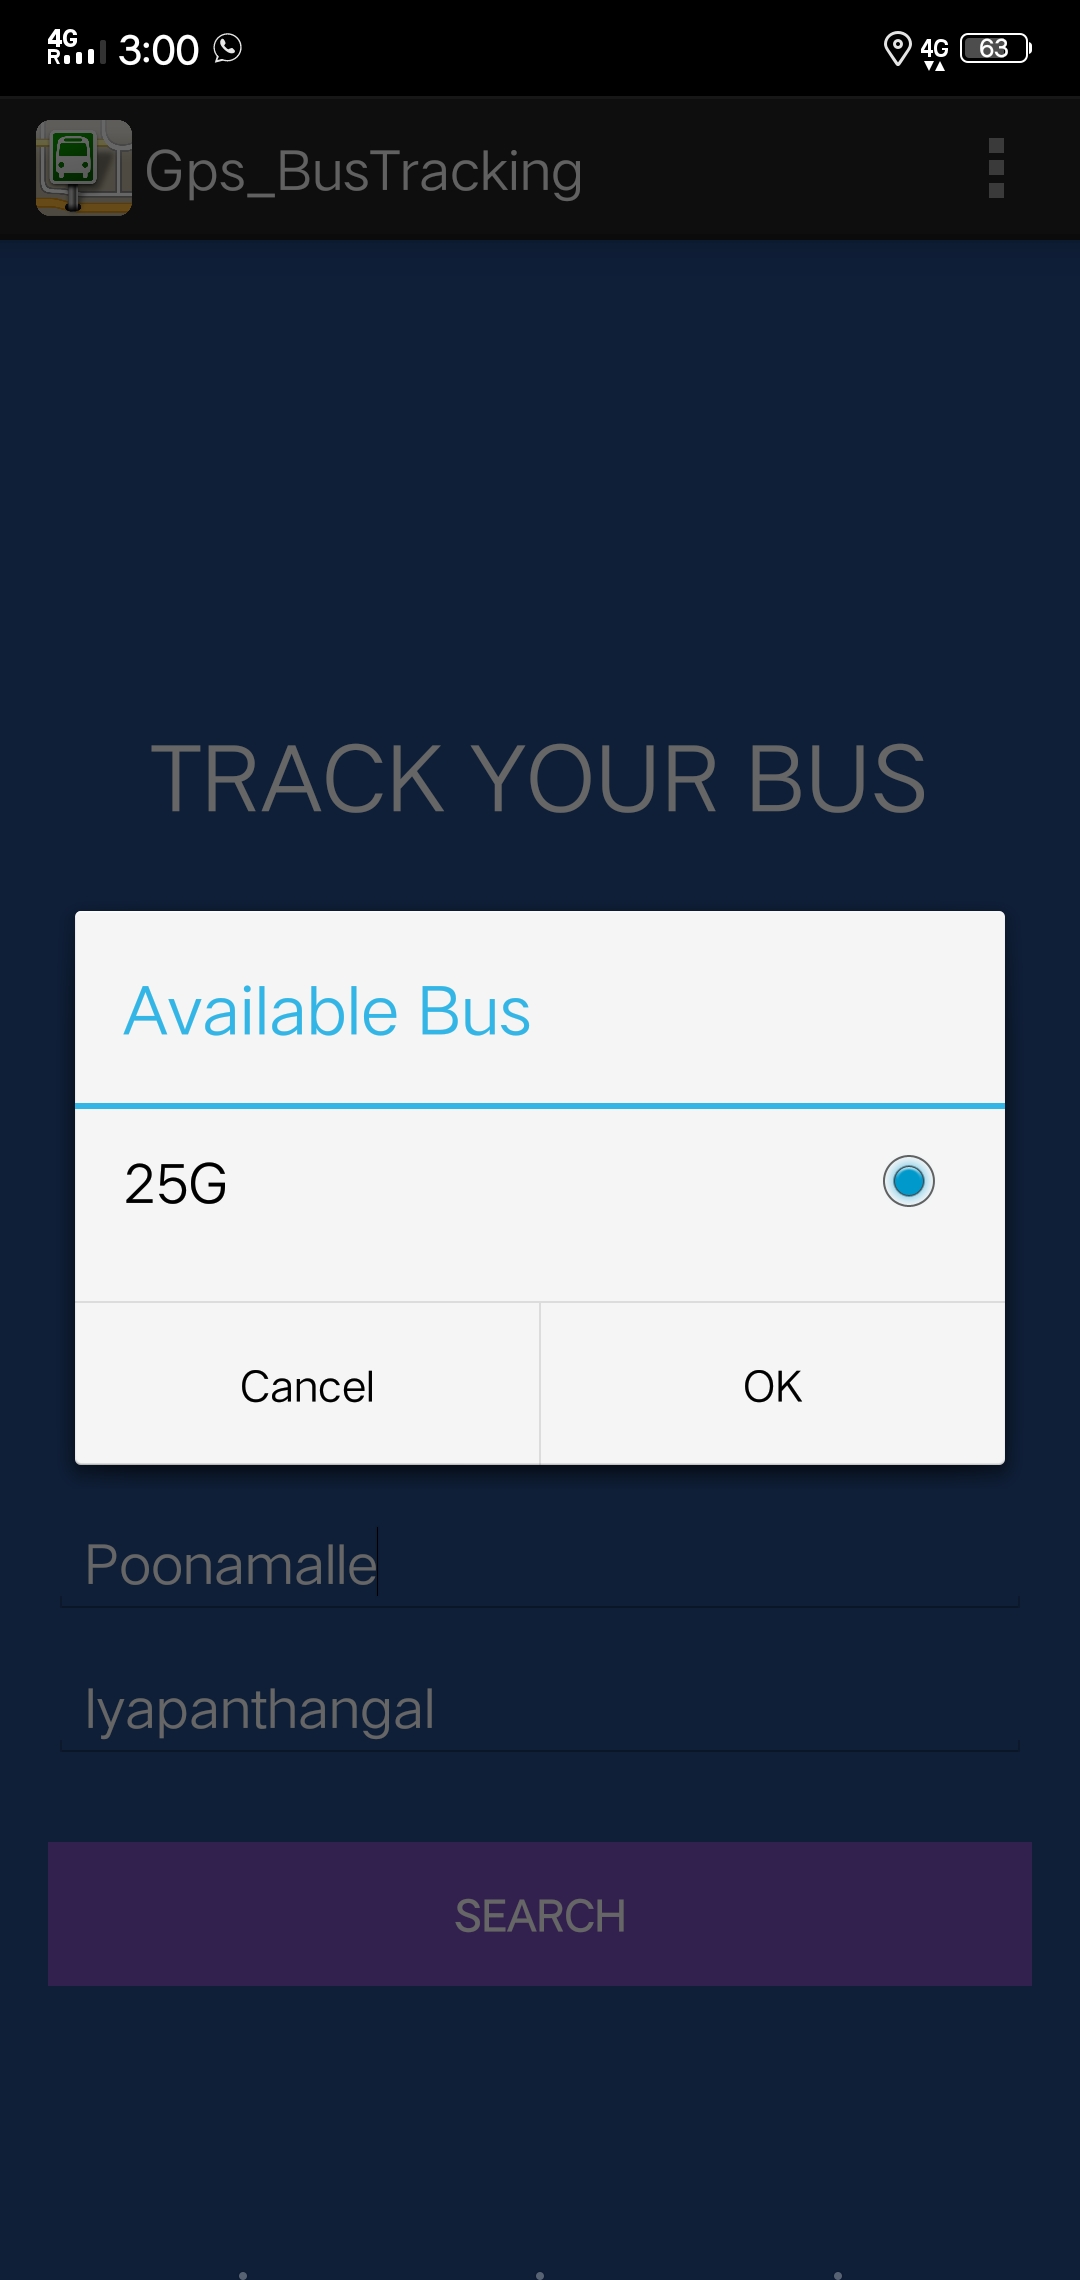 4G
R
3:00
4G
63
Gps_BusTracking
TRACK YOUR BUS
Available Bus
25G
Cancel
OK
Poonamalle
Iyapanthangal
SEARCH